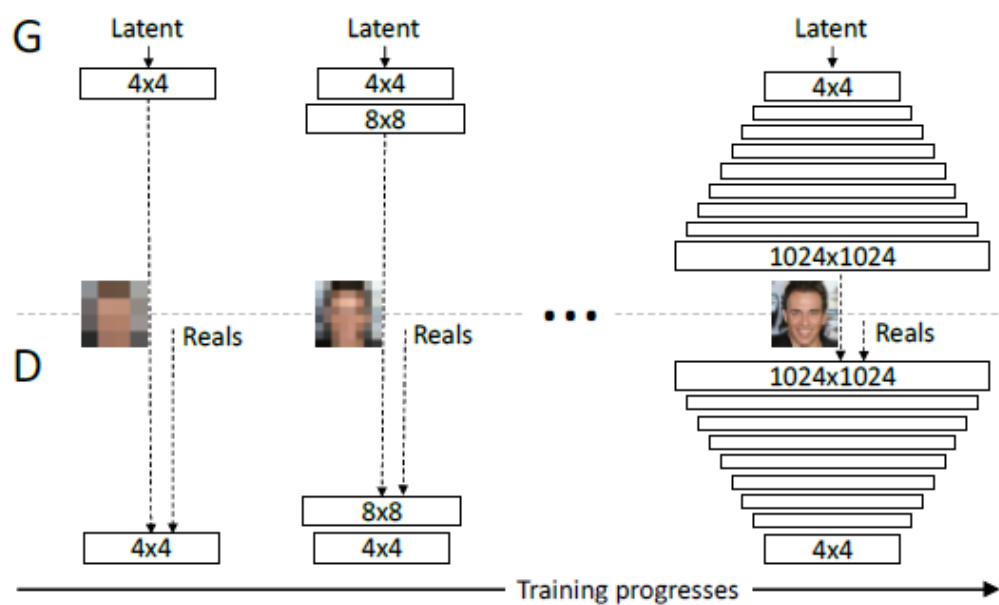 G
Latent
Latent
Latent
4x4
4x4
4x4
8x8
1024x1024
Reals
Reals
Reals
D
1024x1024
8x8
4x4
4x4
4x4
Training progresses